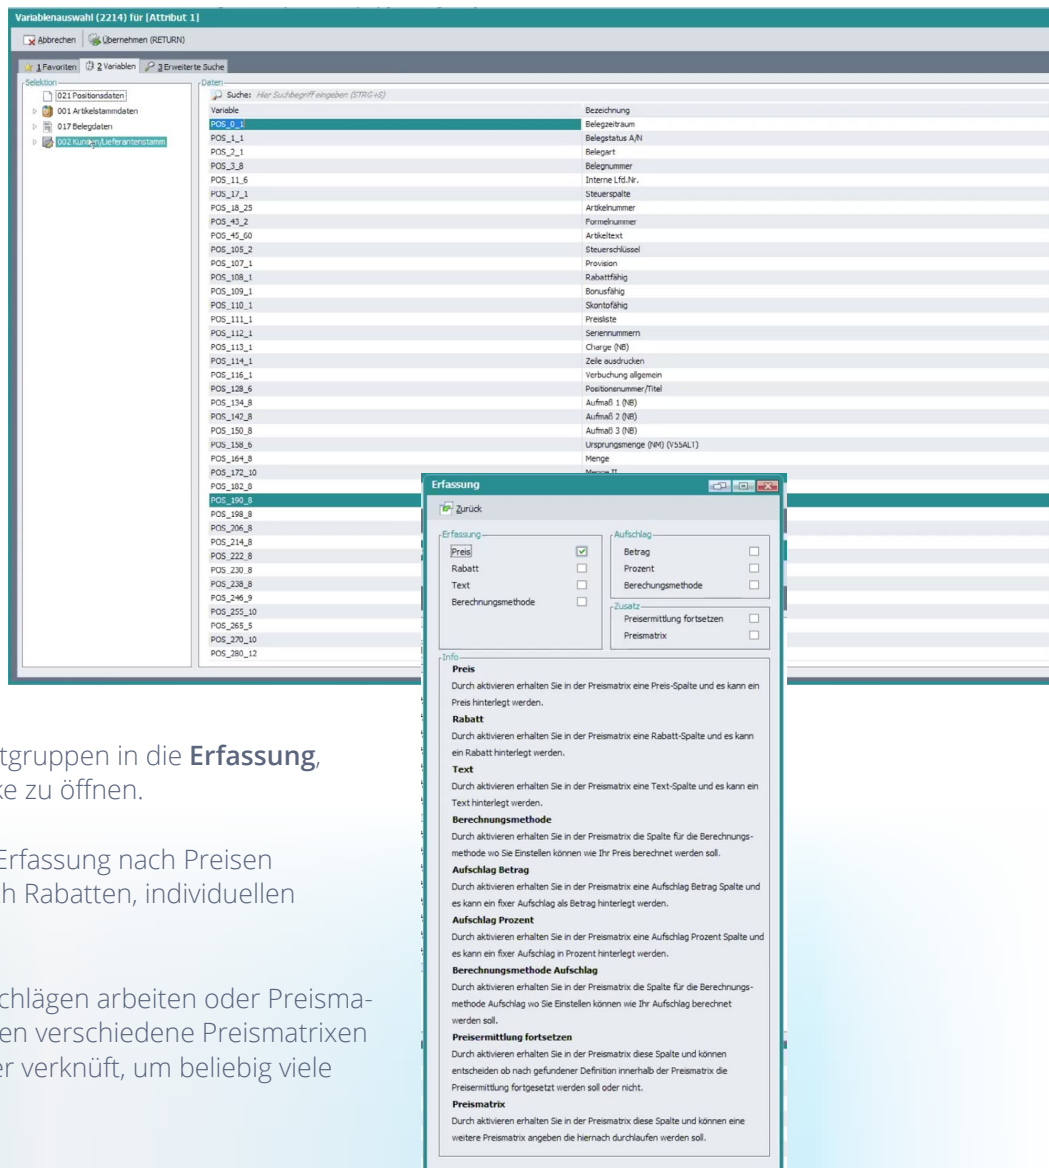 Variablenauswahl (2214) für [Attribut 1]
Abbrechen Übernehmen (RETURN)
1 Favoriten 2 Variablen 3 Erweiterte Suche
Selektion
021 Positionsdaten
001 Artikelstammdaten
017 Belegdaten
002 Kunden/Lieferantenstamm
Daten
Suche: Hier Suchbegriff eingeben (STRG+S)
Variable Bezeichnung
POS_0_1 Belegzeitraum
POS_1_1 Belegstatus A/N
POS_2_1 Belegart
POS_3_8 Belegnummer
POS_11_6 Interne Lfd.Nr.
POS_17_1 Steuerspalte
POS_18_25 Artikelnummer
POS_43_2 Formelnummer
POS_45_60 Artikeltext
POS_105_2 Steuerschlüssel
POS_107_1 Provision
POS_108_1 Rabattfähig
POS_109_1 Bonusfähig
POS_110_1 Skontofähig
POS_111_1 Preisliste
POS_112_1 Seriennummern
POS_113_1 Charge (NB)
POS_114_1 Zeile ausdrucken
POS_116_1 Verbuchung allgemein
POS_128_6 Positionsnummer/Titel
POS_134_8 Aufmaß 1 (NB)
POS_142_8 Aufmaß 2 (NB)
POS_150_8 Aufmaß 3 (NB)
POS_158_6 Ursprungsmenge (NM) (V55ALT)
POS_164_8 Menge
POS_172_10 Menge II
POS_182_8
POS_190_8
POS_198_8
POS_206_8
POS_214_8
POS_222_8
POS_230_8
POS_238_8
POS_246_9
POS_255_10
POS_265_5
POS_270_10
POS_280_12
Erfassung
Zurück
Erfassung
Preis
Rabatt
Text
Berechnungsmethode
Aufschlag
Betrag
Prozent
Berechungsmethode
Zusatz
Preisermittlung fortsetzen
Preismatrix
Info
Preis
Durch aktivieren erhalten Sie in der Preismatrix eine Preis-Spalte und es kann ein
Preis hinterlegt werden.
Rabatt
Durch aktivieren erhalten Sie in der Preismatrix eine Rabatt-Spalte und es kann
ein Rabatt hinterlegt werden.
Text
Durch aktivieren erhalten Sie in der Preismatrix eine Text-Spalte und es kann ein
Text hinterlegt werden.
Berechnungsmethode
Durch aktivieren erhalten Sie in der Preismatrix die Spalte für die Berechnungs-
methode wo Sie Einstellen können wie Ihr Preis berechnet werden soll.
Aufschlag Betrag
Durch aktivieren erhalten Sie in der Preismatrix eine Aufschlag Betrag Spalte und
es kann ein fixer Aufschlag als Betrag hinterlegt werden.
Aufschlag Prozent
Durch aktivieren erhalten Sie in der Preismatrix eine Aufschlag Prozent Spalte und
es kann ein fixer Aufschlag in Prozent hinterlegt werden.
Berechnungsmethode Aufschlag
Durch aktivieren erhalten Sie in der Preismatrix die Spalte für die Berechnungs-
methode Aufschlag wo Sie Einstellen können wie Ihr Aufschlag berechnet
werden soll.
Preisermittlung fortsetzen
Durch aktivieren erhalten Sie in der Preismatrix diese Spalte und können
entscheiden ob nach gefundener Definition innerhalb der Preismatrix die
Preisermittlung fortgesetzt werden soll oder nicht.
Preismatrix
Durch aktivieren erhalten Sie in der Preismatrix diese Spalte und können eine
weitere Preismatrix angeben die hiernach durchlaufen werden soll.
tgruppen in die Erfassung,
ke zu öffnen.
Erfassung nach Preisen
ch Rabatten, individuellen
chlägen arbeiten oder Preisma-
en verschiedene Preismatrixen
er verknüft, um beliebig viele